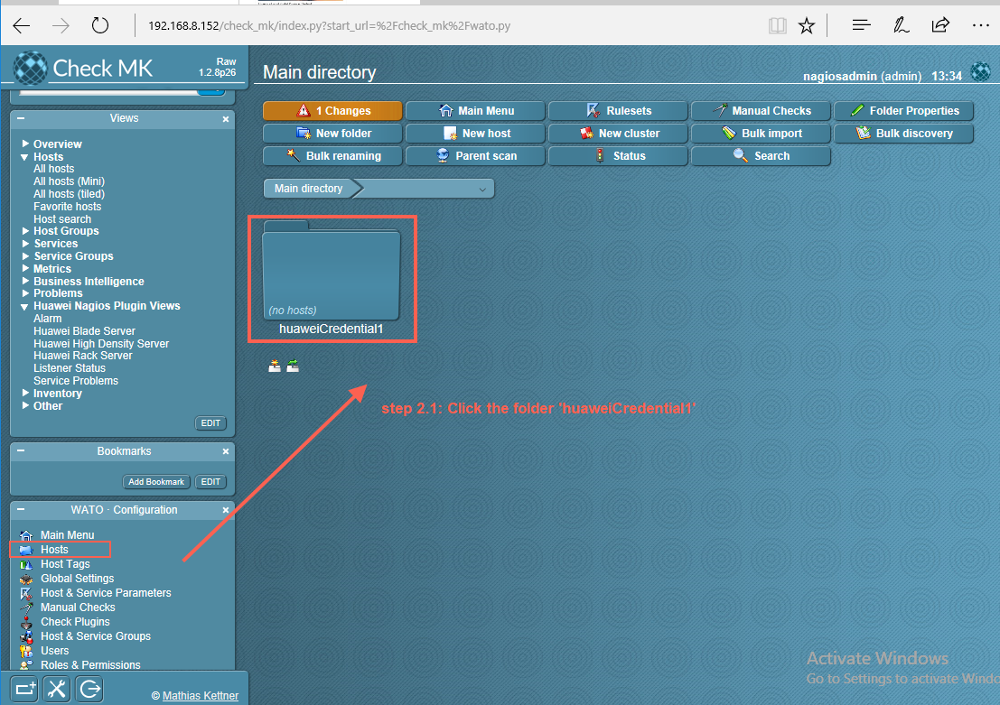 192.168.8.152/check_mk/index.py?start_url=%2Fcheck_mk%2Fwato.py
Check MK
Raw
1.2.8p26
Main directory
nagiosadmin (admin) 13:34
1 Changes
Main Menu
Rulesets
Manual Checks
Folder Properties
New folder
New host
New cluster
Bulk import
Bulk discovery
Bulk renaming
Parent scan
Status
Search
Main directory
(no hosts)
huaweiCredential1
step 2.1: Click the folder 'huaweiCredential1'
Views
Overview
Hosts
All hosts
All hosts (Mini)
All hosts (tiled)
Favorite hosts
Host search
Host Groups
Services
Service Groups
Metrics
Business Intelligence
Problems
Huawei Nagios Plugin Views
Alarm
Huawei Blade Server
Huawei High Density Server
Huawei Rack Server
Listener Status
Service Problems
Inventory
Other
EDIT
Bookmarks
Add Bookmark
EDIT
WATO · Configuration
Main Menu
Hosts
Host Tags
Global Settings
Host & Service Parameters
Manual Checks
Check Plugins
Host & Service Groups
Users
Roles & Permissions
© Mathias Kettner
Activate Windows
Go to Settings to activate Windo